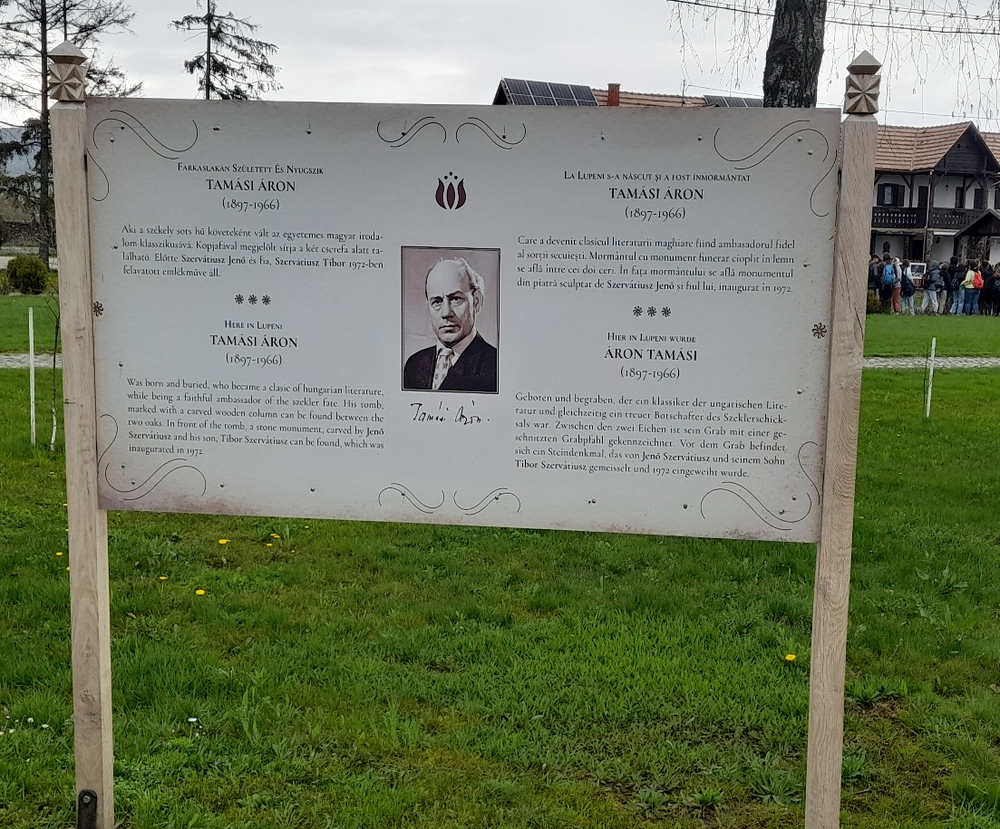 Farkaslakán Született És Nyugszik
TAMÁSI ÁRON
(1897-1966)
Aki a székely sors hű követeként vált az egyetemes magyar iroda-
lom klasszikusává. Kopjafával megjelölt sírja a két cserefa alatt ta-
lálható. Előtte Szervátiusz Jenő és fia, Szervátiusz Tibor 1972-ben
felavatott emlékműve áll.
Here in Lupeni
TAMÁSI ÁRON
(1897-1966)
Was born and buried, who became a clasic of hungarian literature,
while being a faithful ambassador of the szekler fate. His tomb,
marked with a carved wooden column can be found between the
two oaks. In front of the tomb, a stone monument, carved by Jenő
Szervátiusz and his son, Tibor Szervátiusz can be found, which was
inaugurated in 1972.
Tamási Áron.
La Lupeni s-a născut și a fost înmormântat
TAMÁSI ÁRON
(1897-1966)
Care a devenit clasicul literaturii maghiare fiind ambasadorul fidel
al sorții secuiești. Mormântul cu monument funerar cioplit în lemn
se află între cei doi ceri. În fața mormântului se află monumentul
din piatră sculptat de Szervátiusz Jenő și fiul lui, inaugurat în 1972.
Hier in Lupeni wurde
ÁRON TAMÁSI
(1897-1966)
Geboren und begraben, der ein klassiker der ungarischen Lite-
ratur und gleichzeitig ein treuer Botschafter des Szeklerschick-
sals war. Zwischen den zwei Eichen ist sein Grab mit einer ge-
schnitzten Grabpfahl gekennzeichnet. Vor dem Grab befindet
sich ein Steindenkmal, das von Jenő Szervátiusz und seinem Sohn
Tibor Szervátiusz gemeisselt und 1972 eingeweiht wurde.